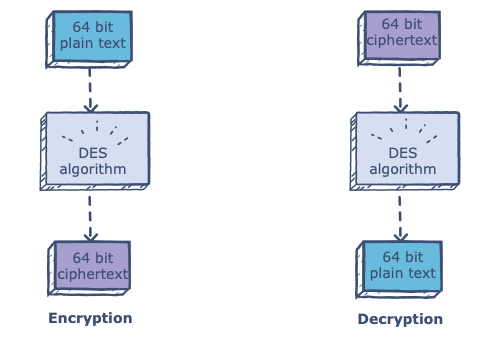 64 bit
plain text
DES
algorithm
64 bit
ciphertext
Encryption
64 bit
ciphertext
DES
algorithm
64 bit
plain text
Decryption